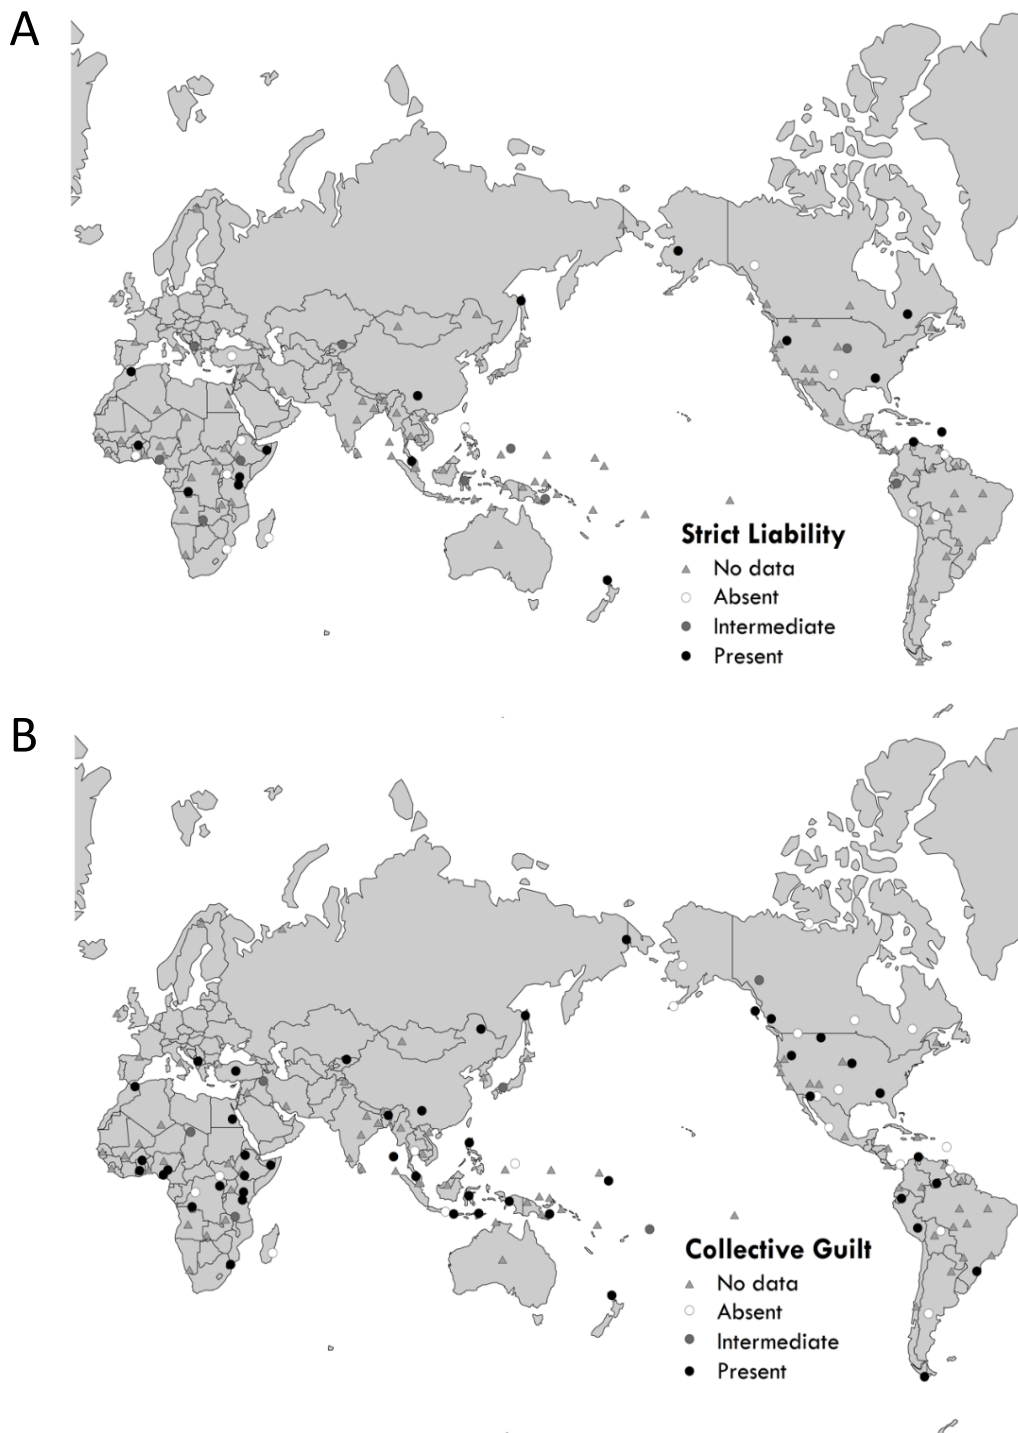 A
Strict Liability
No data
Absent
Intermediate
Present
B
Collective Guilt
No data
Absent
Intermediate
Present